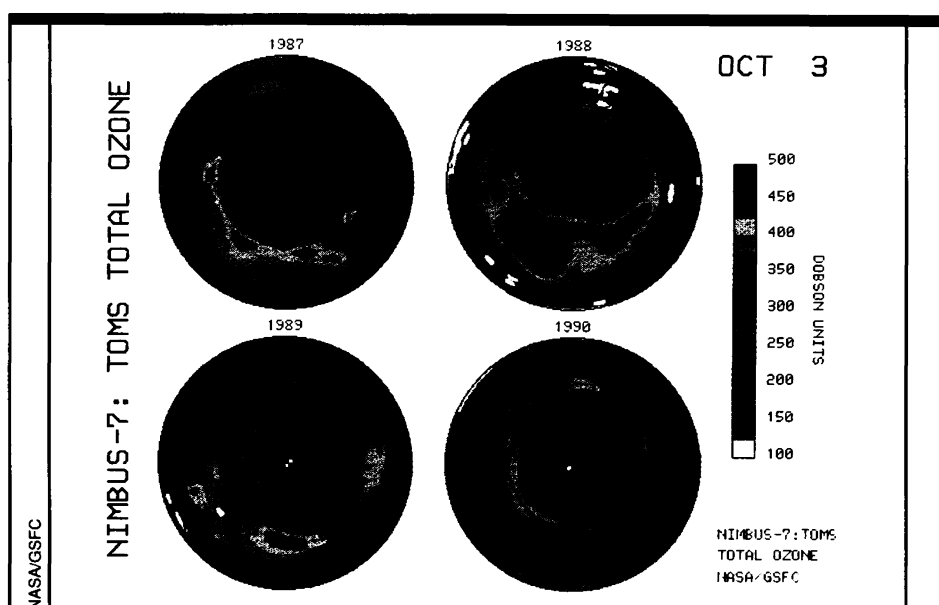 1987
1988
OCT 3
NIMBUS-7: TOMS TOTAL OZONE
500
450
400
350
300
250
200
150
100
DOBSON UNITS
1989
1990
NIMBUS-7:TOMS
TOTAL OZONE
NASA/GSFC
NASA/GSFC